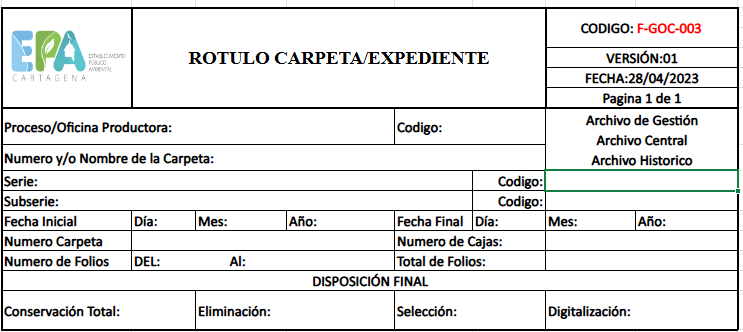 EPA
ESTABLECIMIENTO
PÚBLICO
AMBIENTAL
CARTAGENA
ROTULO CARPETA/EXPEDIENTE
CODIGO: F-GOC-003
VERSIÓN:01
FECHA:28/04/2023
Pagina 1 de 1
Proceso/Oficina Productora: Codigo:
Archivo de Gestión
Archivo Central
Archivo Historico
Numero y/o Nombre de la Carpeta:
Serie: Codigo:
Subserie: Codigo:
Fecha Inicial Día: Mes: Año: Fecha Final Día: Mes: Año:
Numero Carpeta Numero de Cajas:
Numero de Folios DEL: Al: Total de Folios:
DISPOSICIÓN FINAL
Conservación Total: Eliminación: Selección: Digitalización: